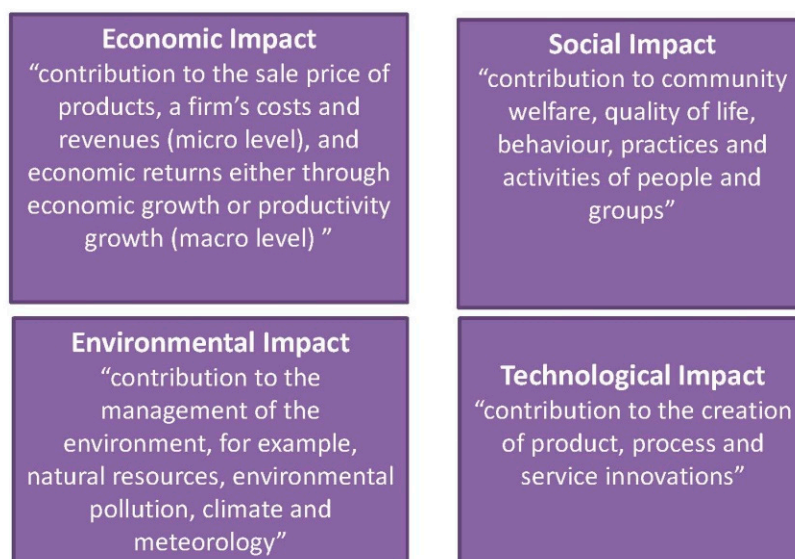 Economic Impact
“contribution to the sale price of
products, a firm’s costs and
revenues (micro level), and
economic returns either through
economic growth or productivity
growth (macro level) ”
Social Impact
“contribution to community
welfare, quality of life,
behaviour, practices and
activities of people and
groups”
Environmental Impact
“contribution to the
management of the
environment, for example,
natural resources, environmental
pollution, climate and
meteorology”
Technological Impact
“contribution to the creation
of product, process and
service innovations”